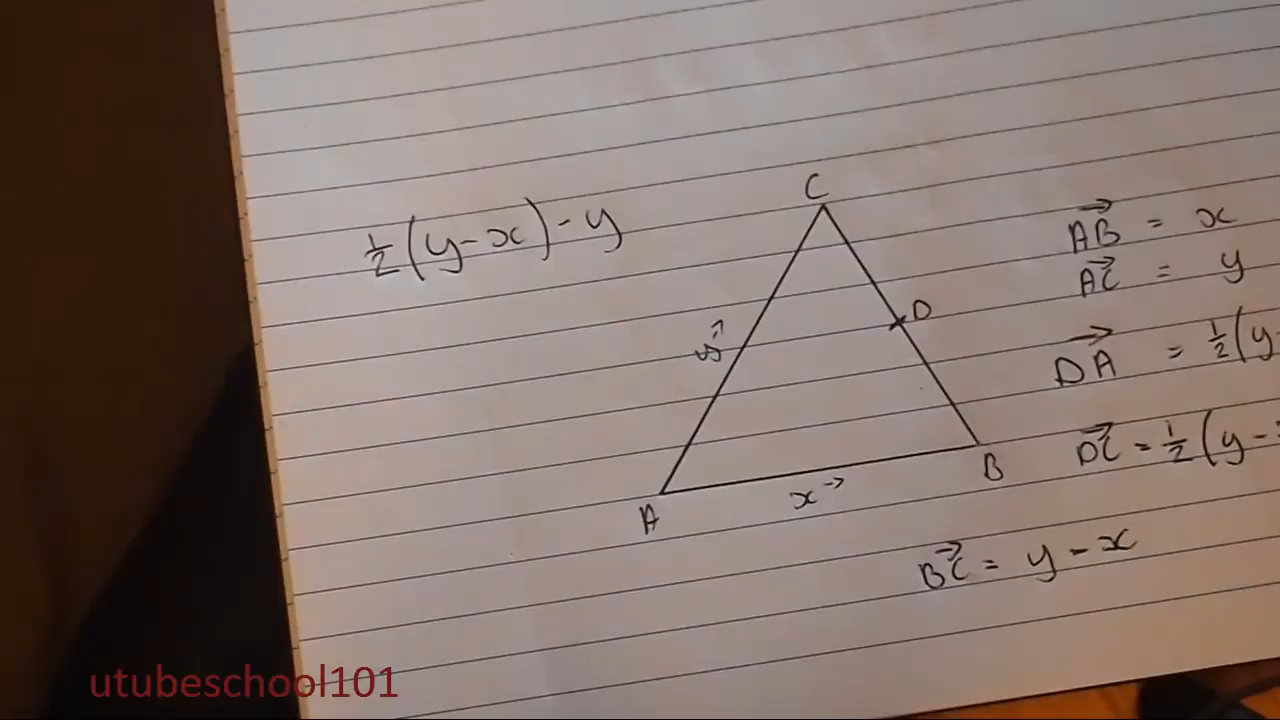 ½(y-x)-y
C
D
y→
A
x→
B
AB→ = x
AC→ = y
DA→ = ½(y-
DC→ = ½(y-
BC→ = y - x
utubeschool101